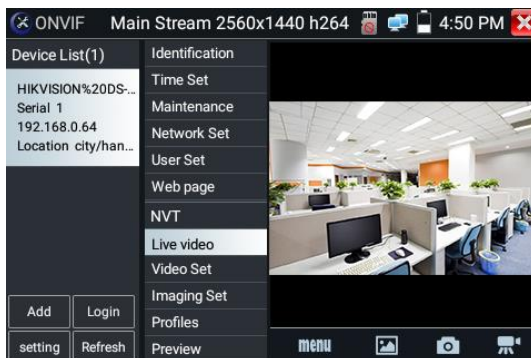 ONVIF Main Stream 2560x1440 h264 4:50 PM
Device List(1)
HIKVISION%20DS-...
Serial 1
192.168.0.64
Location city/han...
Add
Login
setting
Refresh
Identification
Time Set
Maintenance
Network Set
User Set
Web page
NVT
Live video
Video Set
Imaging Set
Profiles
Preview
menu